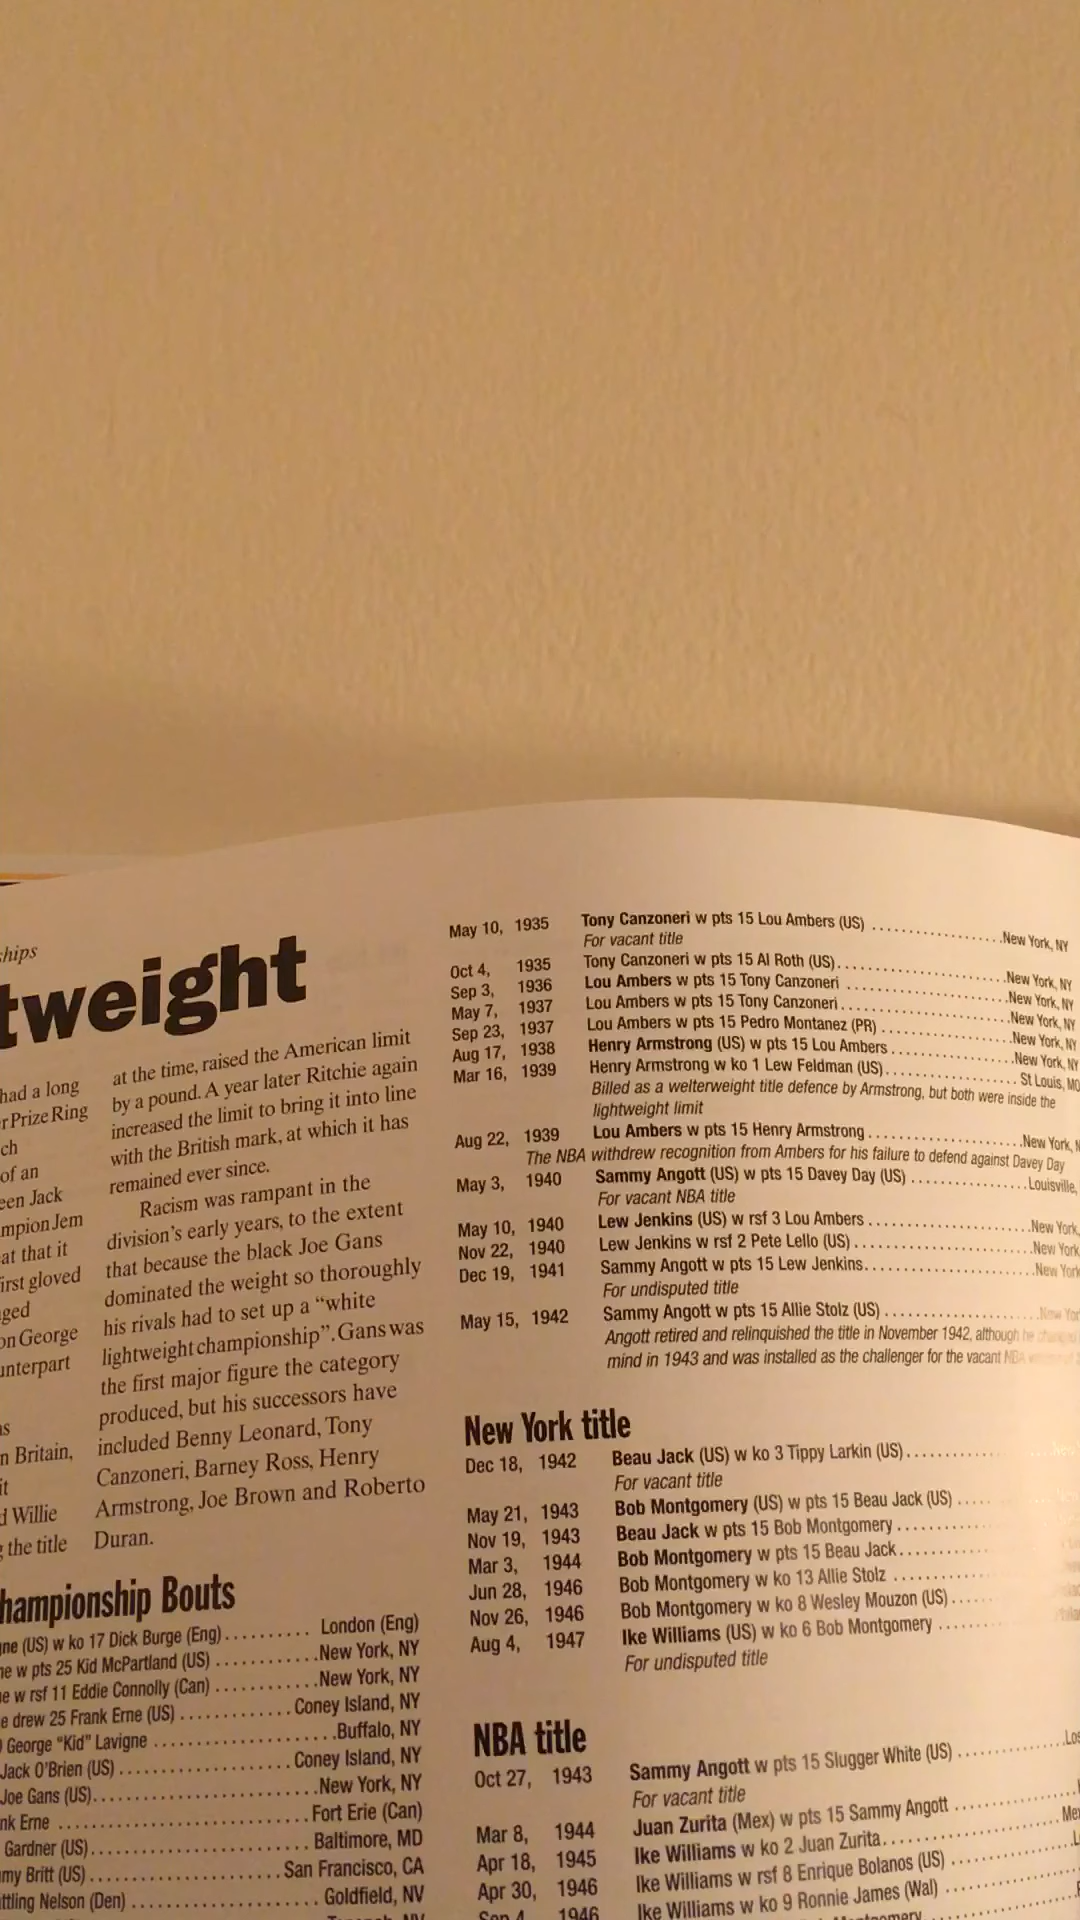 ships
tweight
had a long
r Prize Ring
ch
of an
een Jack
mpion Jem
at that it
irst gloved
ged
on George
unterpart
as
n Britain,
it
d Willie
g the title
at the time, raised the American limit
by a pound. A year later Ritchie again
increased the limit to bring it into line
with the British mark, at which it has
remained ever since.
Racism was rampant in the
division's early years, to the extent
that because the black Joe Gans
dominated the weight so thoroughly
his rivals had to set up a “white
lightweight championship”. Gans was
the first major figure the category
produced, but his successors have
included Benny Leonard, Tony
Canzoneri, Barney Ross, Henry
Armstrong, Joe Brown and Roberto
Duran.
hampionship Bouts
gne (US) w ko 17 Dick Burge (Eng).......... London (Eng)
ne w pts 25 Kid McPartland (US) ............New York, NY
ne w rsf 11 Eddie Connolly (Can) ............New York, NY
e drew 25 Frank Erne (US) ............ Coney Island, NY
0 George “Kid” Lavigne ....................Buffalo, NY
Jack O'Brien (US) .................. Coney Island, NY
Joe Gans (US)........................New York, NY
nk Erne ........................... Fort Erie (Can)
Gardner (US)........................ Baltimore, MD
my Britt (US) ..................... San Francisco, CA
ttling Nelson (Den) .................. Goldfield, NV
May 10, 1935 Tony Canzoneri w pts 15 Lou Ambers (US) ..................New York, NY
For vacant title
Oct 4, 1935 Tony Canzoneri w pts 15 Al Roth (US)......................New York, NY
Sep 3, 1936 Lou Ambers w pts 15 Tony Canzoneri ......................New York, NY
May 7, 1937 Lou Ambers w pts 15 Tony Canzoneri......................New York, NY
Sep 23, 1937 Lou Ambers w pts 15 Pedro Montanez (PR) .................New York, NY
Aug 17, 1938 Henry Armstrong (US) w pts 15 Lou Ambers .................New York, NY
Mar 16, 1939 Henry Armstrong w ko 1 Lew Feldman (US).................. St Louis, MO
Billed as a welterweight title defence by Armstrong, but both were inside the
lightweight limit
Aug 22, 1939 Lou Ambers w pts 15 Henry Armstrong.....................New York, N
The NBA withdrew recognition from Ambers for his failure to defend against Davey Day
May 3, 1940 Sammy Angott (US) w pts 15 Davey Day (US) ................Louisville,
For vacant NBA title
May 10, 1940 Lew Jenkins (US) w rsf 3 Lou Ambers .....................New York,
Nov 22, 1940 Lew Jenkins w rsf 2 Pete Lello (US) ......................New York
Dec 19, 1941 Sammy Angott w pts 15 Lew Jenkins......................New York
For undisputed title
May 15, 1942 Sammy Angott w pts 15 Allie Stolz (US) ...................New Yor
Angott retired and relinquished the title in November 1942, although he changed
mind in 1943 and was installed as the challenger for the vacant NBA
New York title
Dec 18, 1942 Beau Jack (US) w ko 3 Tippy Larkin (US)............
For vacant title
May 21, 1943 Bob Montgomery (US) w pts 15 Beau Jack (US) .....
Nov 19, 1943 Beau Jack w pts 15 Bob Montgomery ............
Mar 3, 1944 Bob Montgomery w pts 15 Beau Jack............
Jun 28, 1946 Bob Montgomery w ko 13 Allie Stolz ............
Nov 26, 1946 Bob Montgomery w ko 8 Wesley Mouzon (US).....
Aug 4, 1947 Ike Williams (US) w ko 6 Bob Montgomery ........
For undisputed title
NBA title
Oct 27, 1943 Sammy Angott w pts 15 Slugger White (US) ..............Los
For vacant title
Mar 8, 1944 Juan Zurita (Mex) w pts 15 Sammy Angott ..............
Apr 18, 1945 Ike Williams w ko 2 Juan Zurita......................Mex
Apr 30, 1946 Ike Williams w rsf 8 Enrique Bolanos (US) ..............L
Sep 4, 1946 Ike Williams w ko 9 Ronnie James (Wal) ..............